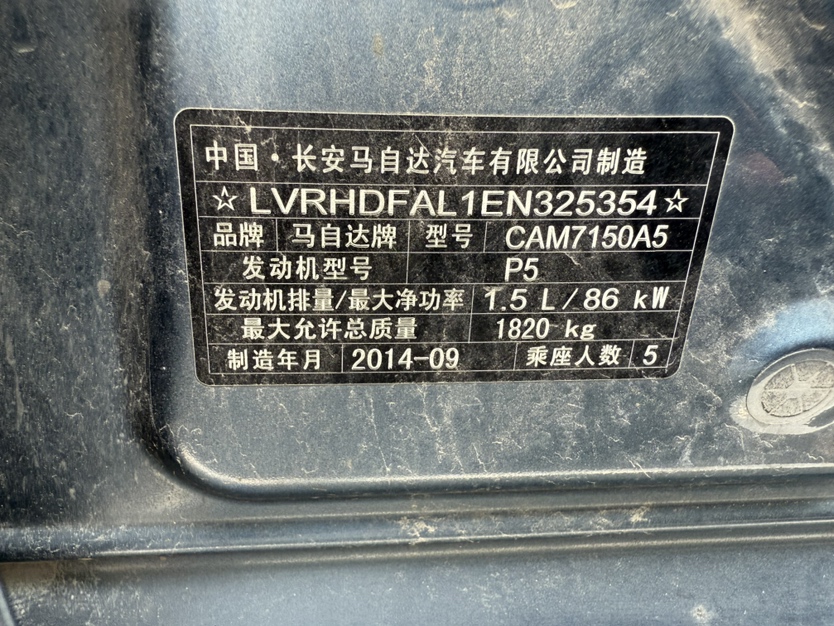 中国·长安马自达汽车有限公司制造
☆LVRHDFAL1EN325354☆
品牌 马自达牌 型号 CAM7150A5
发动机型号 P5
发动机排量/最大净功率 1.5 L/86 kW
最大允许总质量 1820 kg
制造年月 2014-09 乘座人数 5